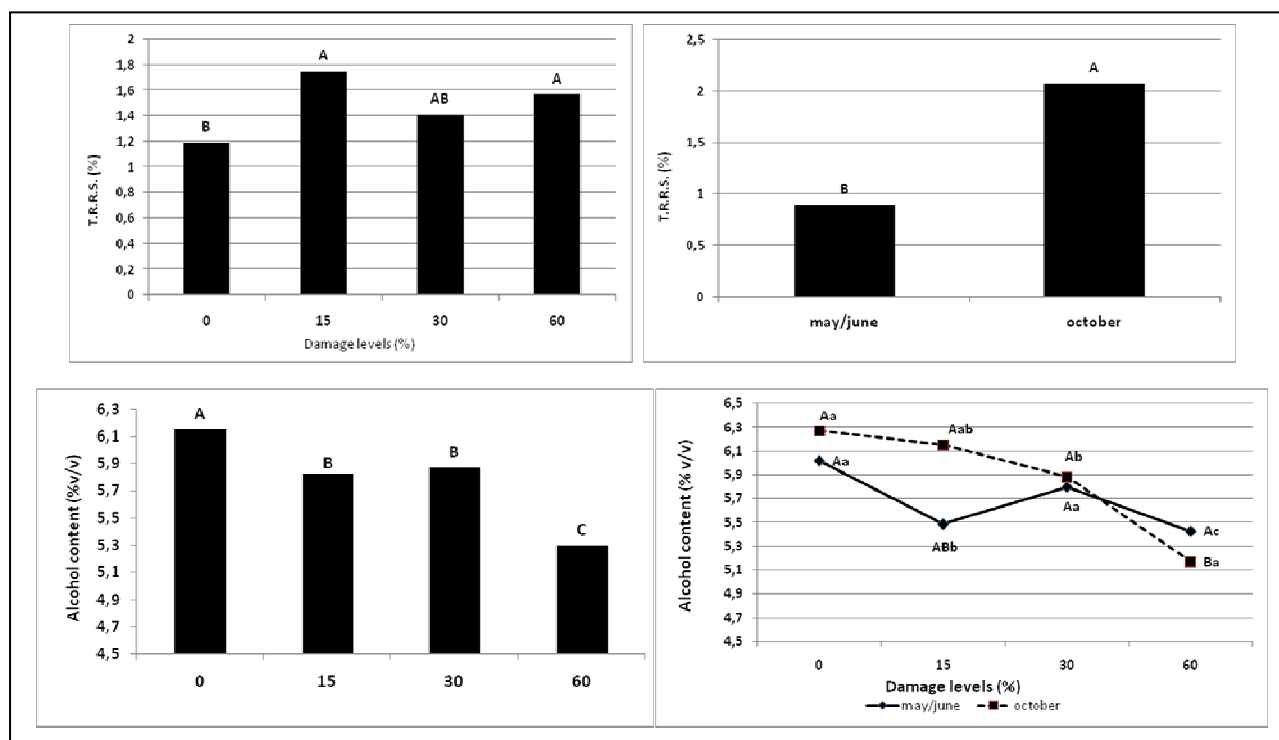 T.R.R.S. (%)
2
1,8
1,6
1,4
1,2
1
0,8
0,6
0,4
0,2
0
B
A
AB
A
0 15 30 60
Damage levels (%)
T.R.R.S. (%)
2,5
2
1,5
1
0,5
0
B
A
may/june october
Alcohol content (%v/v)
6,3
6,1
5,9
5,7
5,5
5,3
5,1
4,9
4,7
4,5
A
B
B
C
0 15 30 60
Alcohol content (% v/v)
6,5
6,3
6,1
5,9
5,7
5,5
5,3
5,1
4,9
4,7
4,5
Aa
Aab
Ab
Aa
ABb
Aa
Ac
Ba
0 15 30 60
Damage levels (%)
may/june october